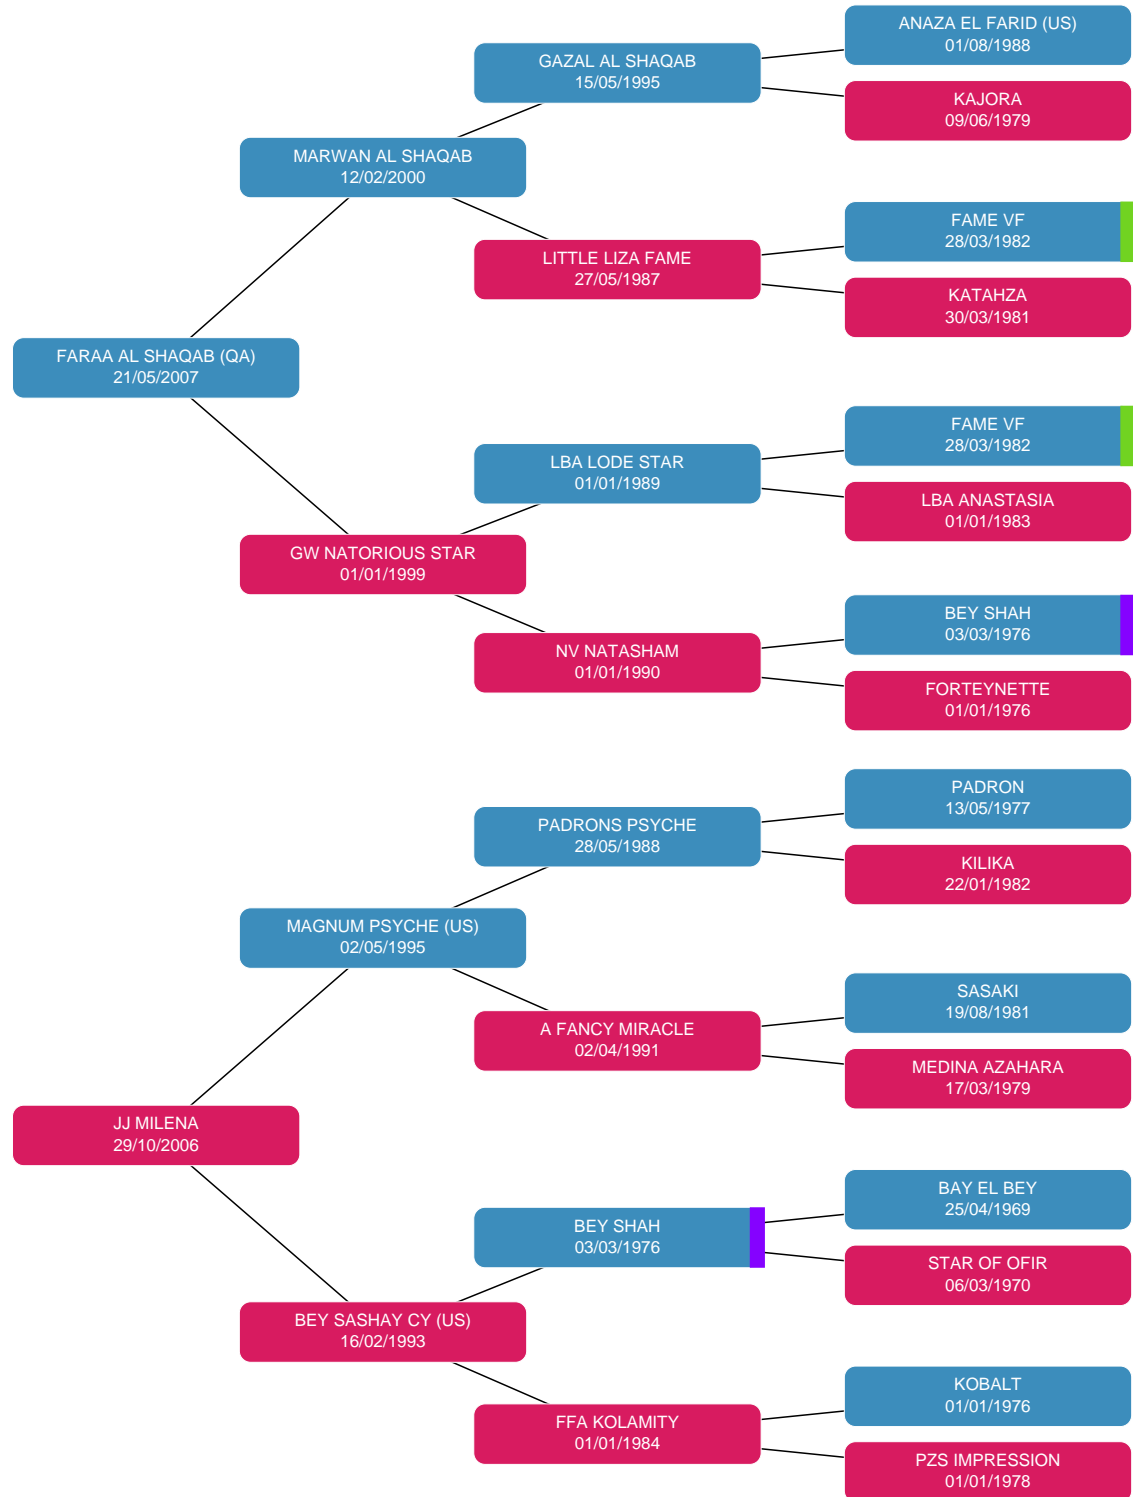 ANAZA EL FARID (US)
01/08/1988
GAZAL AL SHAQAB
15/05/1995
KAJORA
09/06/1979
MARWAN AL SHAQAB
12/02/2000
FAME VF
28/03/1982
LITTLE LIZA FAME
27/05/1987
KATAHZA
30/03/1981
FARAA AL SHAQAB (QA)
21/05/2007
FAME VF
28/03/1982
LBA LODE STAR
01/01/1989
LBA ANASTASIA
01/01/1983
GW NATORIOUS STAR
01/01/1999
BEY SHAH
03/03/1976
NV NATASHAM
01/01/1990
FORTEYNETTE
01/01/1976
PADRON
13/05/1977
PADRONS PSYCHE
28/05/1988
KILIKA
22/01/1982
MAGNUM PSYCHE (US)
02/05/1995
SASAKI
19/08/1981
A FANCY MIRACLE
02/04/1991
MEDINA AZAHARA
17/03/1979
JJ MILENA
29/10/2006
BAY EL BEY
25/04/1969
BEY SHAH
03/03/1976
STAR OF OFIR
06/03/1970
BEY SASHAY CY (US)
16/02/1993
KOBALT
01/01/1976
FFA KOLAMITY
01/01/1984
PZS IMPRESSION
01/01/1978